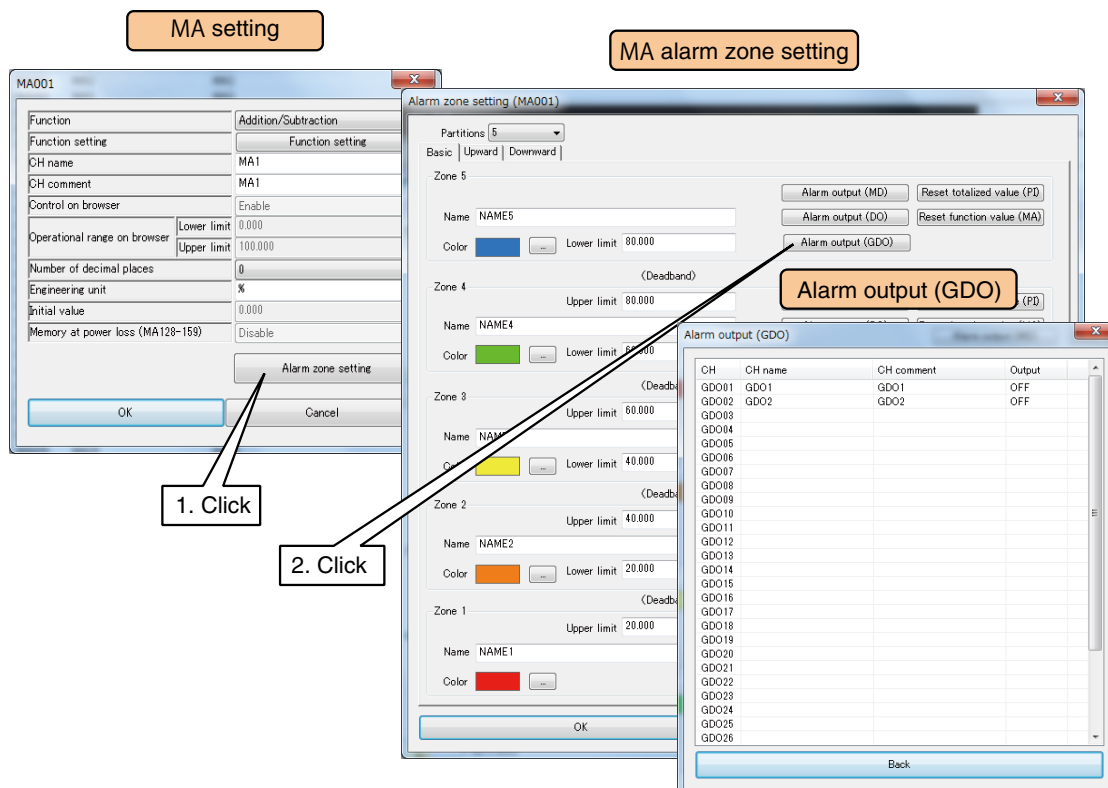 MA setting
MA alarm zone setting
MA001
Function
Addition/Subtraction
Function setting
Function setting
CH name
MA1
CH comment
MA1
Control on browser
Enable
Operational range on browser
Lower limit
0.000
Upper limit
100.000
Number of decimal places
0
Engineering unit
%
Initial value
0.000
Memory at power loss (MA128-159)
Disable
Alarm zone setting
OK
Cancel
1. Click
Alarm zone setting (MA001)
Partitions 5
Basic Upward Downward
Zone 5
Alarm output (MD)
Reset totalized value (PI)
Name NAME5
Alarm output (DO)
Reset function value (MA)
Color
...
Lower limit 80.000
Alarm output (GDO)
(Deadband)
Zone 4
Upper limit 80.000
Name NAME4
Color
...
Lower limit
Zone 3
Upper limit 60.000
Name
...
Lower limit 40.000
Zone 2
Upper limit 40.000
Name NAME2
Color
...
Lower limit 20.000
Zone 1
Upper limit 20.000
Name NAME1
Color
...
OK
2. Click
Alarm output (GDO)
Alarm output (GDO)
CH CH name CH comment Output
GDO01 GDO1 GDO1 OFF
GDO02 GDO2 GDO2 OFF
GDO03
GDO04
GDO05
GDO06
GDO07
GDO08
GDO09
GDO10
GDO11
GDO12
GDO13
GDO14
GDO15
GDO16
GDO17
GDO18
GDO19
GDO20
GDO21
GDO22
GDO23
GDO24
GDO25
GDO26
Back